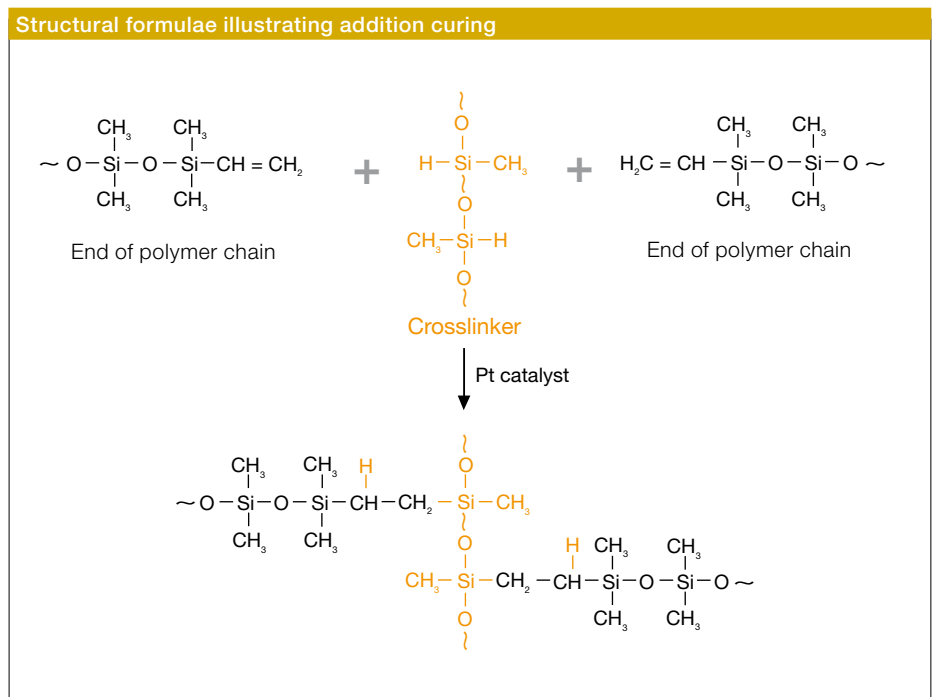 Structural formulae illustrating addition curing
CH₃ CH₃
~ O–Si–O–Si–CH=CH₂
CH₃ CH₃
End of polymer chain
+
O
H–Si–CH₃
O
CH₃–Si–H
O
Crosslinker
+
CH₃ CH₃
H₂C=CH–Si–O–Si–O ~
CH₃ CH₃
End of polymer chain
Pt catalyst
CH₃ CH₃ H O
~ O–Si–O–Si–CH–CH₂–Si–CH₃
CH₃ CH₃ O
H CH₃ CH₃
CH₃–Si–CH₂–CH–Si–O–Si–O ~
O CH₃ CH₃